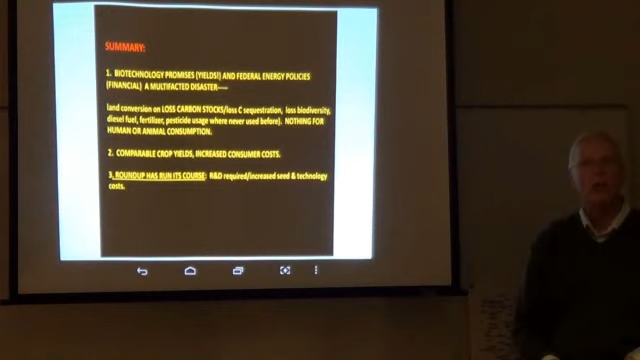 SUMMARY:
1. BIOTECHNOLOGY PROMISES (YIELDS!) AND FEDERAL ENERGY POLICIES
(FINANCIAL) A MULTIFACTED DISASTER----
land conversion on LOSS CARBON STOCKS/loss C sequestration, loss biodiversity,
diesel fuel, fertilizer, pesticide usage where never used before). NOTHING FOR
HUMAN OR ANIMAL CONSUMPTION.
2. COMPARABLE CROP YIELDS, INCREASED CONSUMER COSTS.
3. ROUNDUP HAS RUN ITS COURSE: R&D required/increased seed & technology
costs.